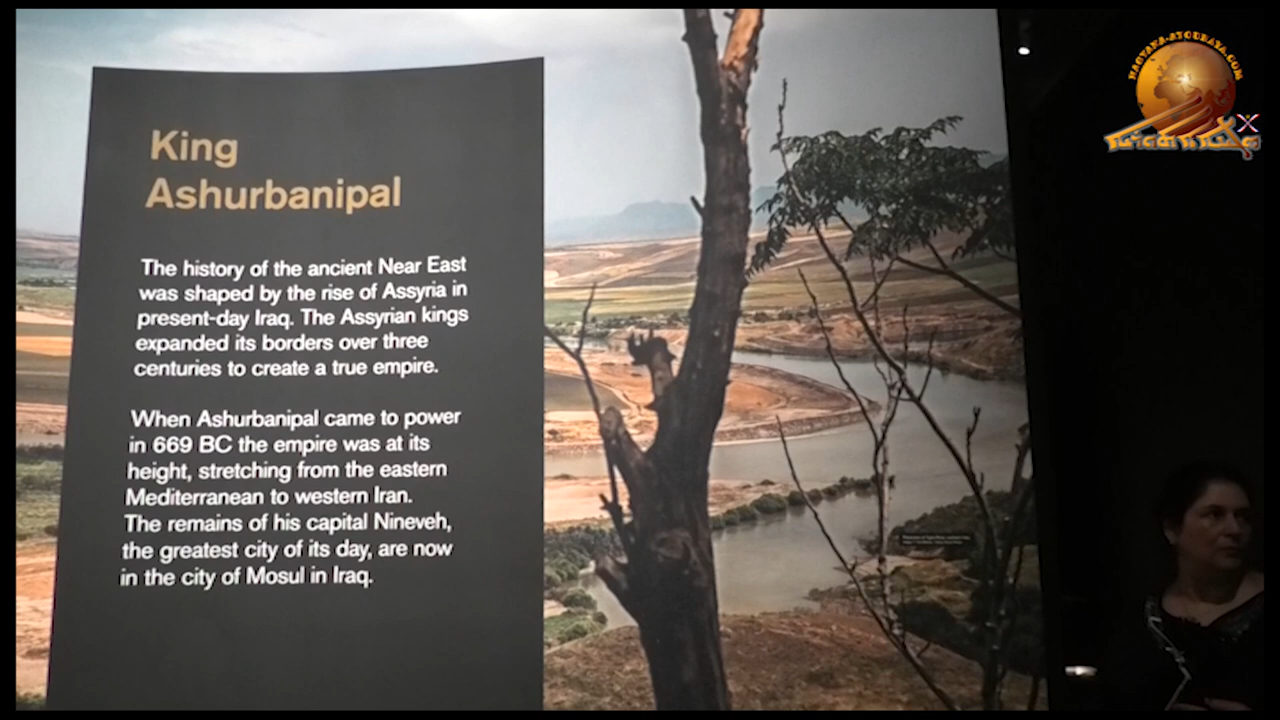 King
Ashurbanipal
The history of the ancient Near East
was shaped by the rise of Assyria in
present-day Iraq. The Assyrian kings
expanded its borders over three
centuries to create a true empire.
When Ashurbanipal came to power
in 669 BC the empire was at its
height, stretching from the eastern
Mediterranean to western Iran.
The remains of his capital Nineveh,
the greatest city of its day, are now
in the city of Mosul in Iraq.